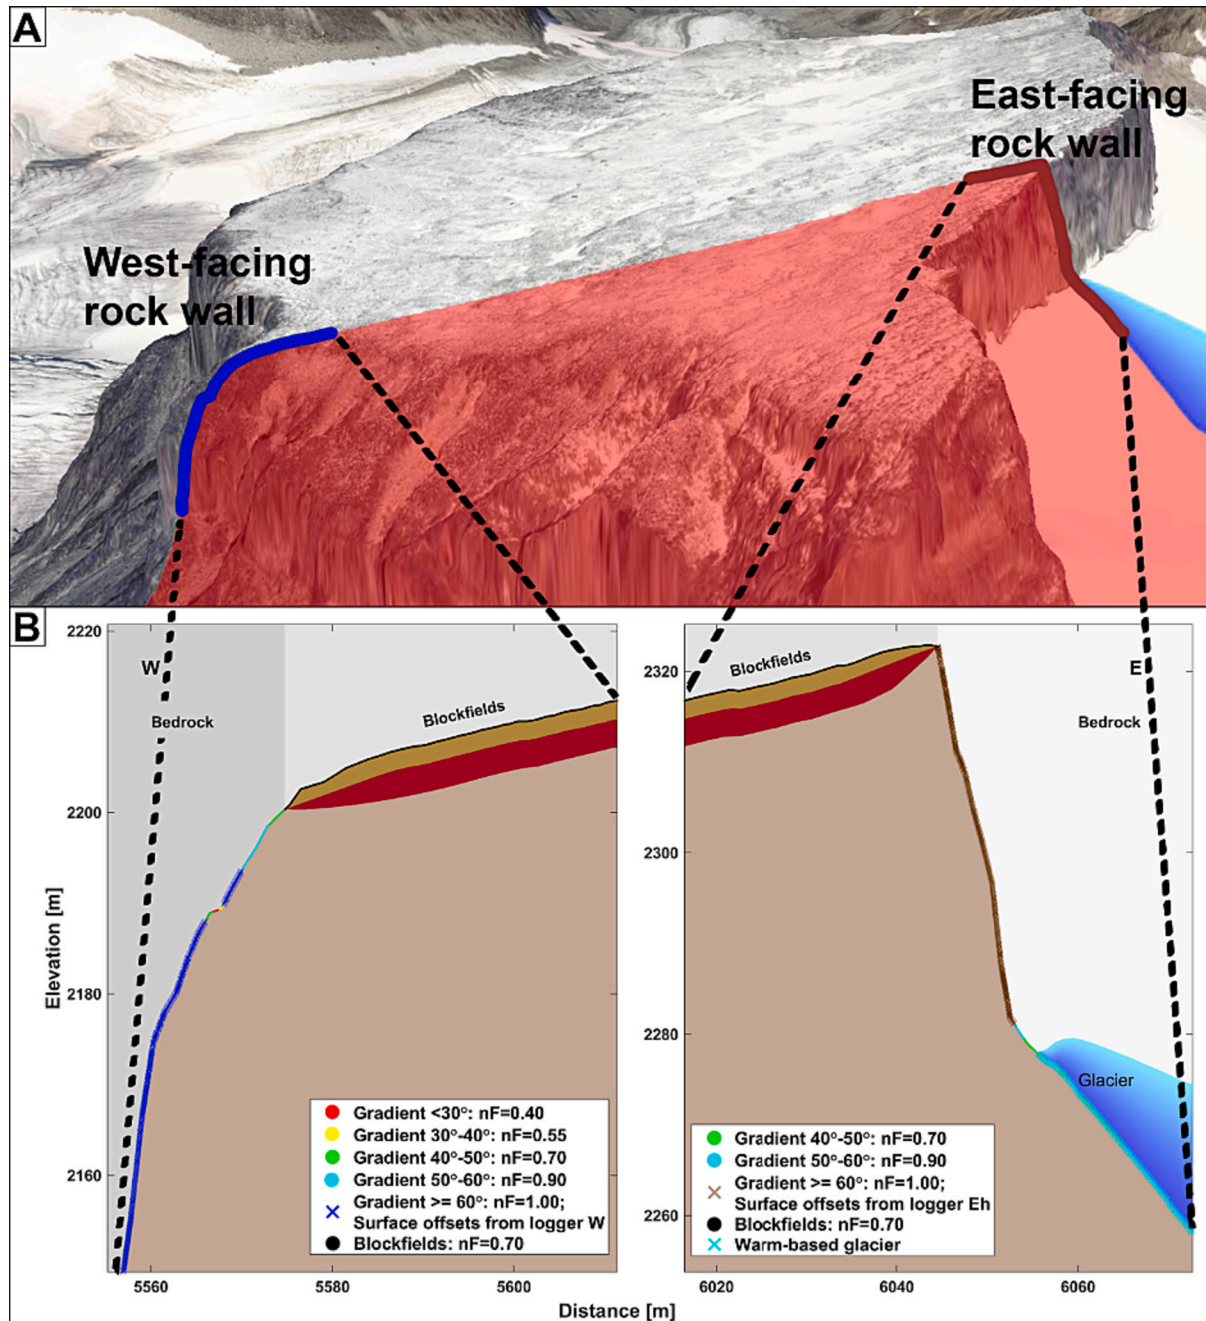 A
East-facing
rock wall
West-facing
rock wall
B
2220
2200
2180
2160
Elevation [m]
W
Bedrock
Blockfields
Gradient <30°: nF=0.40
Gradient 30°-40°: nF=0.55
Gradient 40°-50°: nF=0.70
Gradient 50°-60°: nF=0.90
Gradient >= 60°: nF=1.00;
Surface offsets from logger W
Blockfields: nF=0.70
5560
5580
5600
2320
2300
2280
2260
Blockfields
E
Bedrock
Glacier
Gradient 40°-50°: nF=0.70
Gradient 50°-60°: nF=0.90
Gradient >= 60°: nF=1.00;
Surface offsets from logger Eh
Blockfields: nF=0.70
Warm-based glacier
6020
6040
6060
Distance [m]